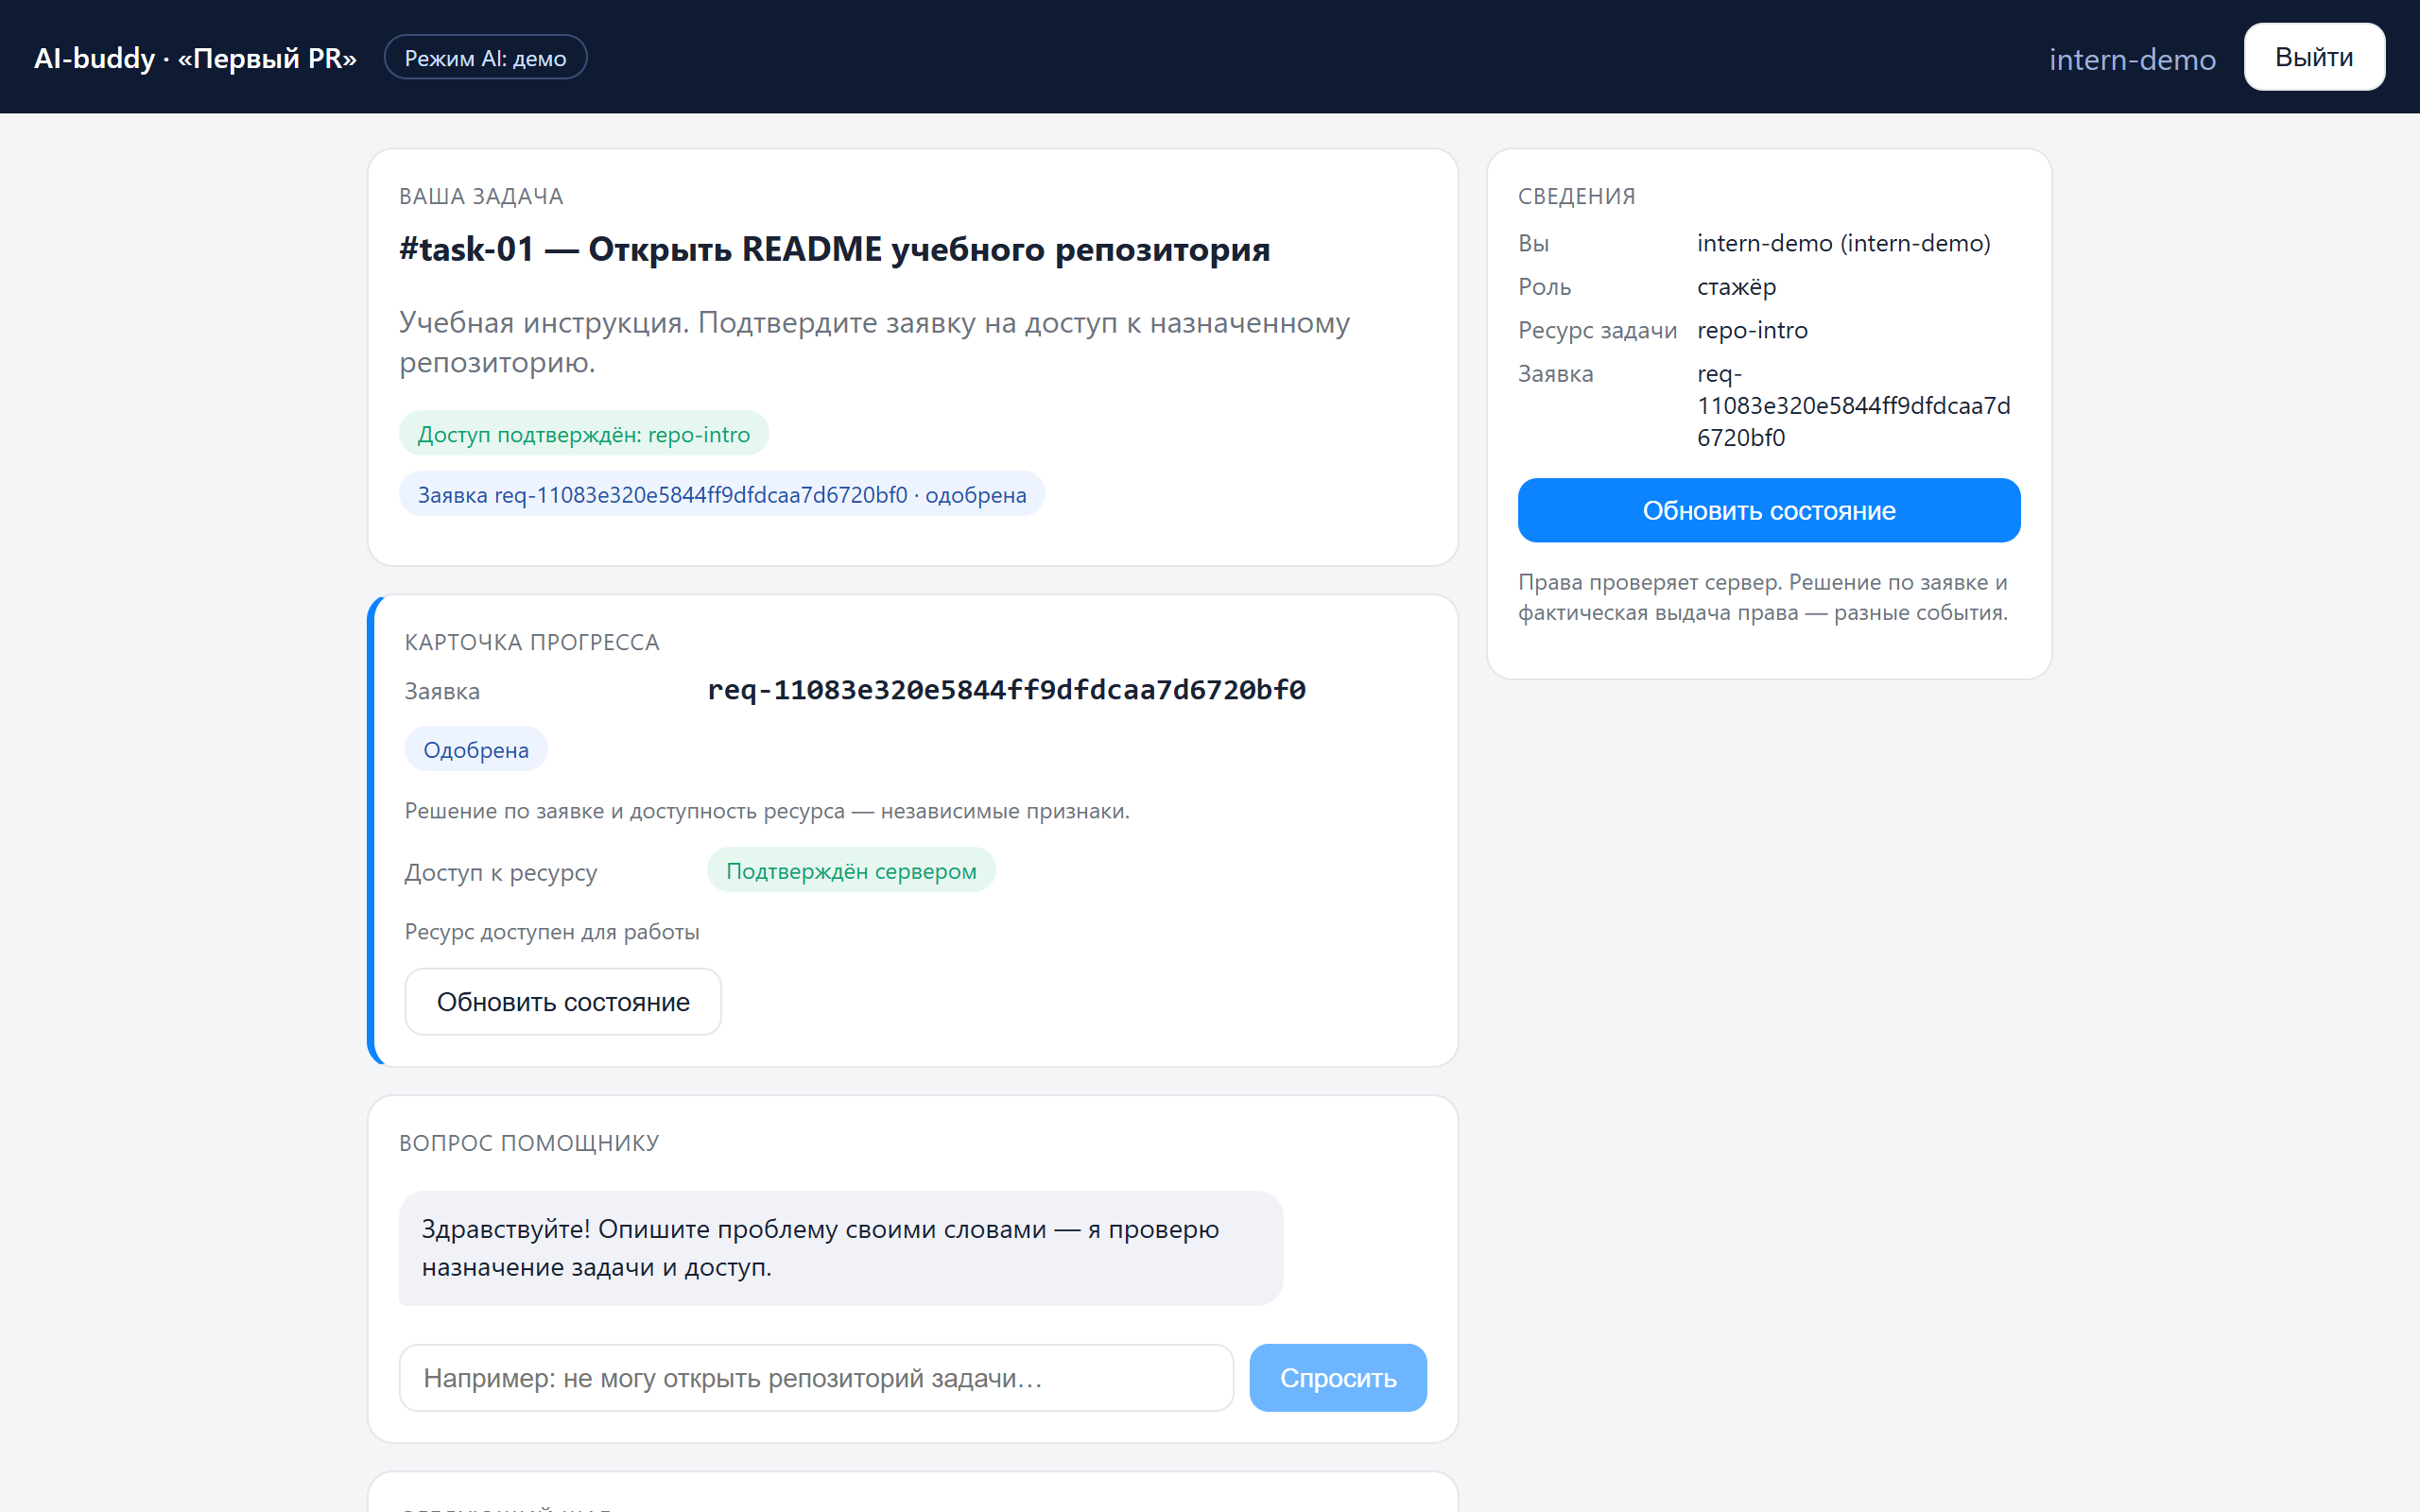 AI-buddy · «Первый PR»
Режим AI: демо
intern-demo
Выйти
ВАША ЗАДАЧА
#task-01 — Открыть README учебного репозитория
Учебная инструкция. Подтвердите заявку на доступ к назначенному
репозиторию.
Доступ подтверждён: repo-intro
Заявка req-11083e320e5844ff9dfdcaa7d6720bf0 · одобрена
КАРТОЧКА ПРОГРЕССА
Заявка req-11083e320e5844ff9dfdcaa7d6720bf0
Одобрена
Решение по заявке и доступность ресурса — независимые признаки.
Доступ к ресурсу Подтверждён сервером
Ресурс доступен для работы
Обновить состояние
ВОПРОС ПОМОЩНИКУ
Здравствуйте! Опишите проблему своими словами — я проверю
назначение задачи и доступ.
Например: не могу открыть репозиторий задачи…
Спросить
СВЕДЕНИЯ
Вы intern-demo (intern-demo)
Роль стажёр
Ресурс задачи repo-intro
Заявка req-
11083e320e5844ff9dfdcaa7d
6720bf0
Обновить состояние
Права проверяет сервер. Решение по заявке и
фактическая выдача права — разные события.